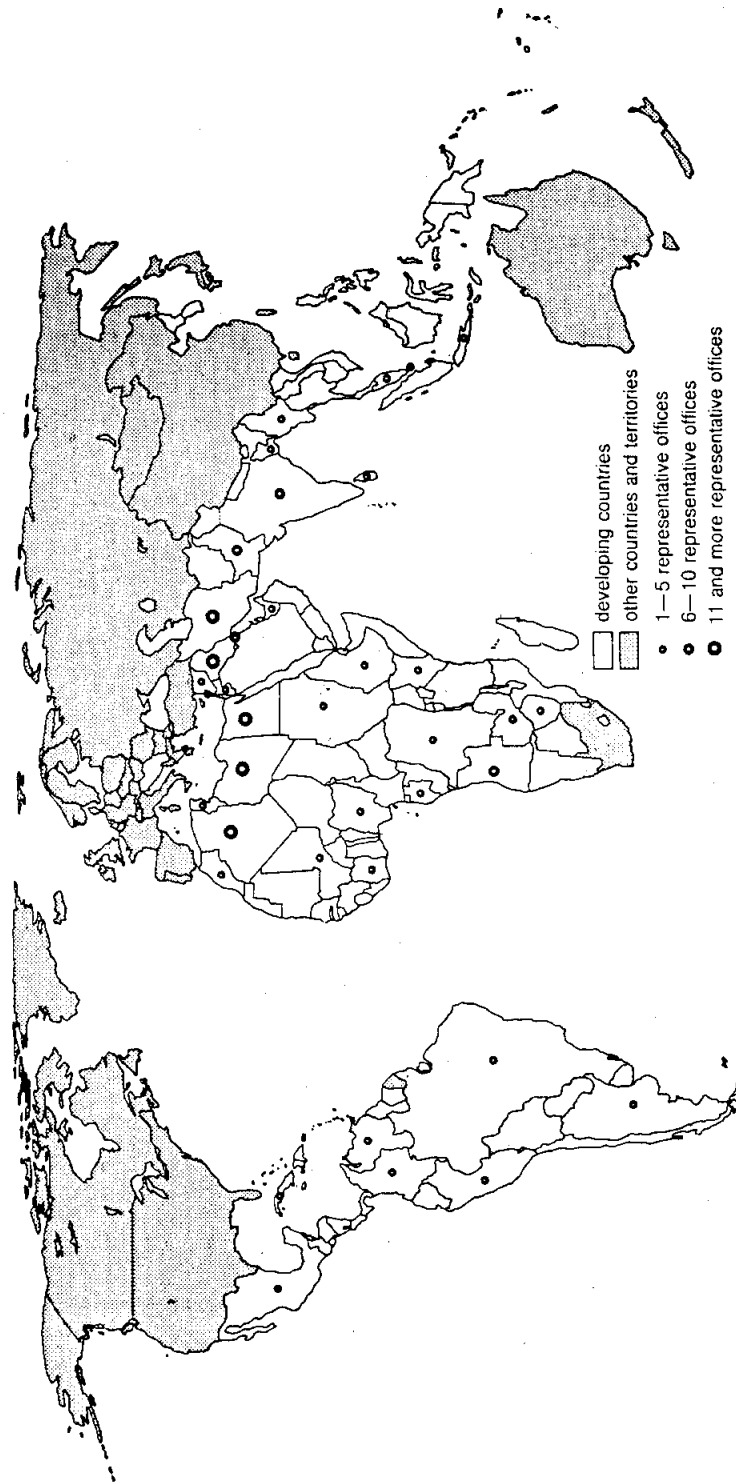 developing countries
other countries and territories
1—5 representative offices
6—10 representative offices
11 and more representative offices